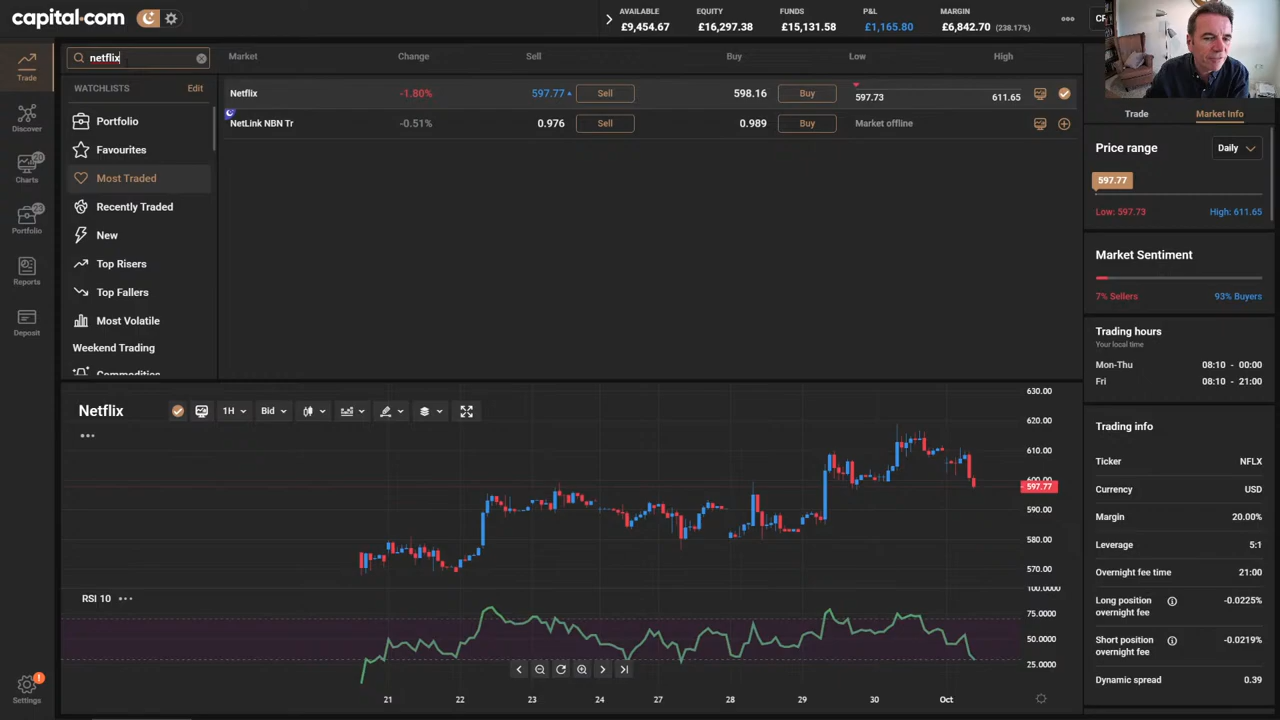 capital.com
AVAILABLE
£9,454.67
EQUITY
£16,297.38
FUNDS
£15,131.58
P&L
£1,165.80
MARGIN
£6,842.70 (238.17%)
Trade
Discover
20
Charts
23
Portfolio
Reports
Deposit
!
Settings
netflix
WATCHLISTS Edit
Portfolio
Favourites
Most Traded
Recently Traded
New
Top Risers
Top Fallers
Most Volatile
Weekend Trading
Commodities
Market Change Sell Buy Low High
Netflix -1.80% 597.77 Sell 598.16 Buy 597.73 611.65
NetLink NBN Tr -0.51% 0.976 Sell 0.989 Buy Market offline
Netflix 1H Bid
630.00
620.00
610.00
600.00
597.77
590.00
580.00
570.00
RSI 10
100.0000
75.0000
50.0000
25.0000
21 22 23 24 27 28 29 30 Oct
Trade Market Info
Price range Daily
597.77
Low: 597.73 High: 611.65
Market Sentiment
7% Sellers 93% Buyers
Trading hours
Your local time
Mon-Thu 08:10 - 00:00
Fri 08:10 - 21:00
Trading info
Ticker NFLX
Currency USD
Margin 20.00%
Leverage 5:1
Overnight fee time 21:00
Long position overnight fee -0.0225%
Short position overnight fee -0.0219%
Dynamic spread 0.39